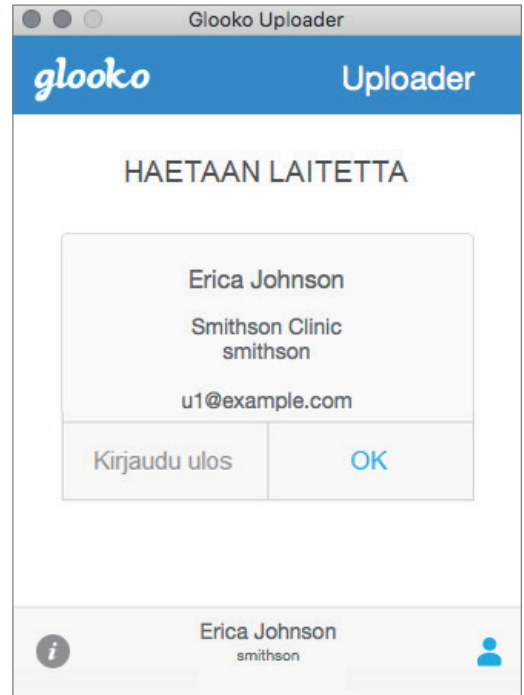 Glooko Uploader
glooko
Uploader
HAETAAN LAITETTA
Erica Johnson
Smithson Clinic
smithson
u1@example.com
Kirjaudu ulos
OK
i
Erica Johnson
smithson